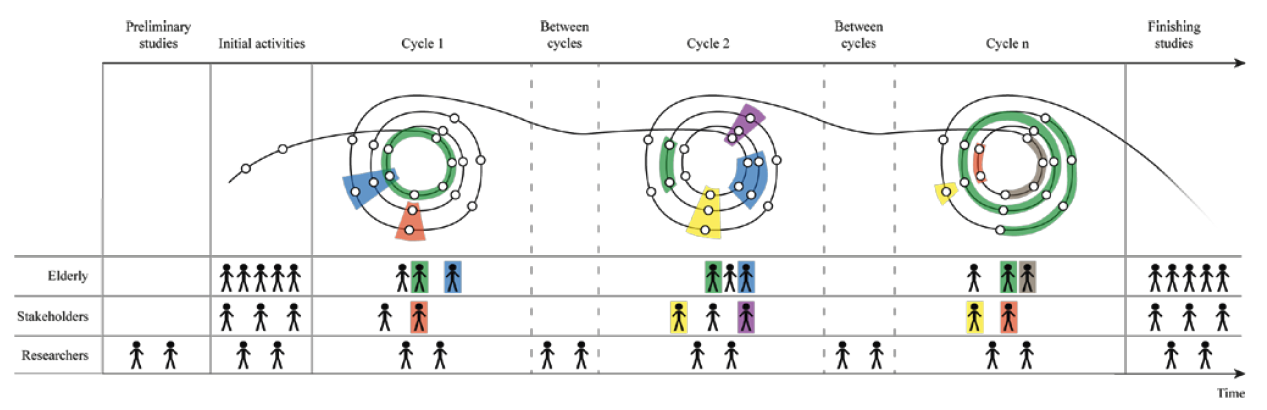 Preliminary
studies
Initial activities
Cycle 1
Between
cycles
Cycle 2
Between
cycles
Cycle n
Finishing
studies
Elderly
Stakeholders
Researchers
Time